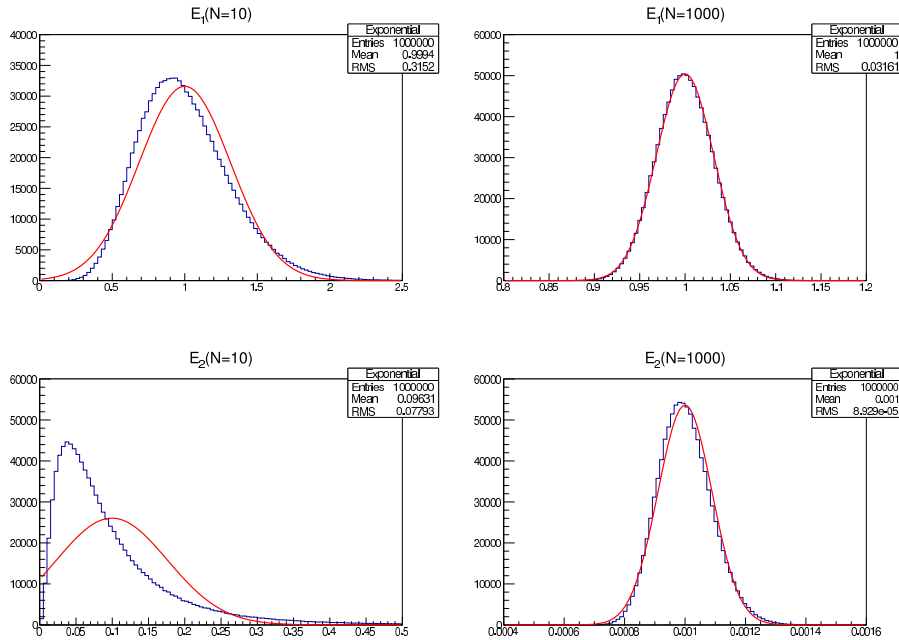 E1(N=10)
Exponential
Entries 1000000
Mean 0.9994
RMS 0.3152
40000
35000
30000
25000
20000
15000
10000
5000
0
0 0.5 1 1.5 2 2.5
E1(N=1000)
Exponential
Entries 1000000
Mean 1
RMS 0.03161
60000
50000
40000
30000
20000
10000
0
0.8 0.85 0.9 0.95 1 1.05 1.1 1.15 1.2
E2(N=10)
Exponential
Entries 1000000
Mean 0.09631
RMS 0.07793
60000
50000
40000
30000
20000
10000
0
0 0.05 0.1 0.15 0.2 0.25 0.3 0.35 0.4 0.45 0.5
E2(N=1000)
Exponential
Entries 1000000
Mean 0.001
RMS 8.929e-05
60000
50000
40000
30000
20000
10000
0
0.0004 0.0006 0.0008 0.001 0.0012 0.0014 0.0016